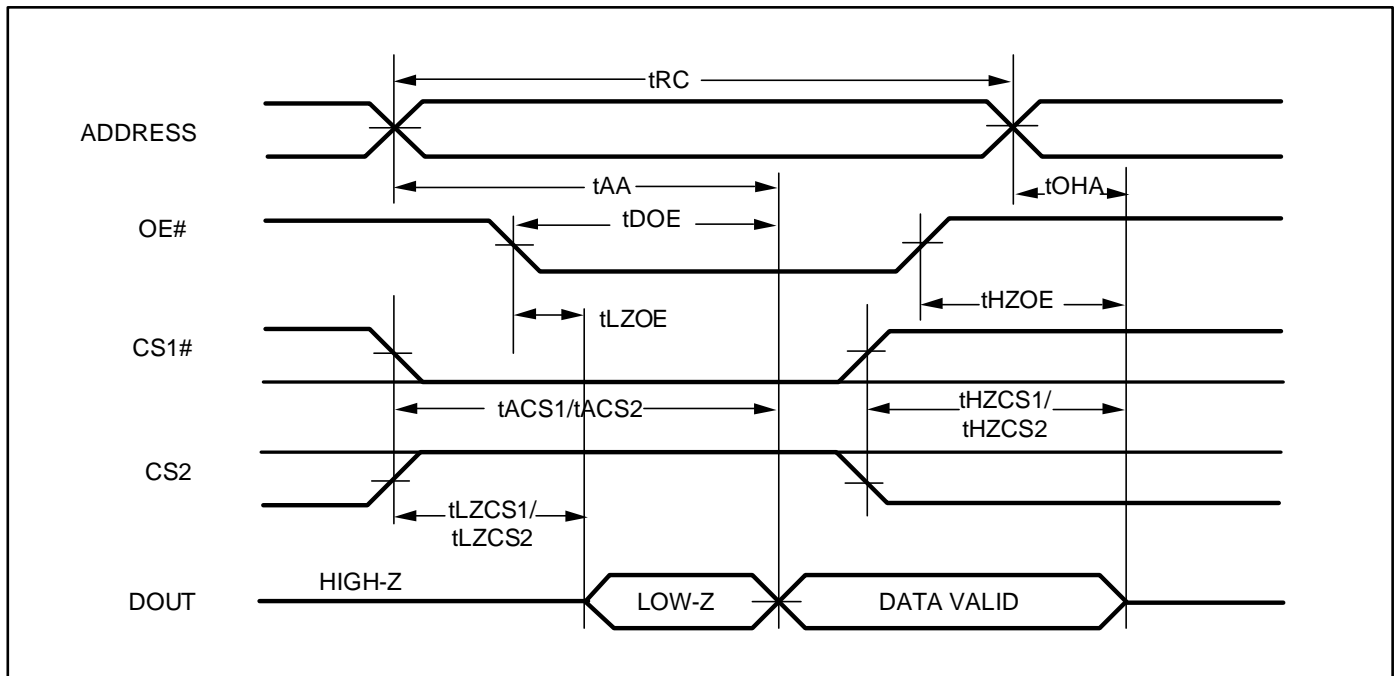 tRC
ADDRESS
tAA
tOHA
OE#
tDOE
tHZOE
tLZOE
CS1#
tACS1/tACS2
tHZCS1/
tHZCS2
CS2
tLZCS1/
tLZCS2
HIGH-Z
DOUT
LOW-Z
DATA VALID